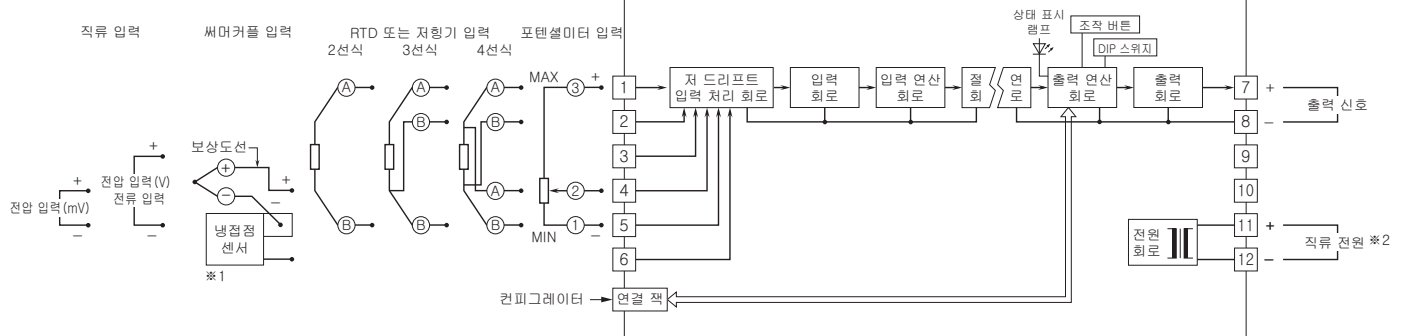 직류 입력
써머커플 입력
RTD 또는 저항기 입력
2선식
3선식
4선식
포텐셜미터 입력
상태 표시
램프
조작 버튼
DIP 스위치
A
A
A
MAX
3
+
1
저 드리프트
입력 처리 회로
입력
회로
입력 연산
회로
절 연
회 로
출력 연산
회로
출력
회로
7
+
출력 신호
B
B
2
8
−
3
9
보상도선
+
전압 입력(V)
전류 입력
−
+
전압 입력(mV)
−
+
−
+
−
냉접점
센서
※1
A
2
4
10
B
B
B
MIN
1
−
5
6
전원
회로
11
+
직류 전원 ※2
12
−
컨피그레이터
연결 잭